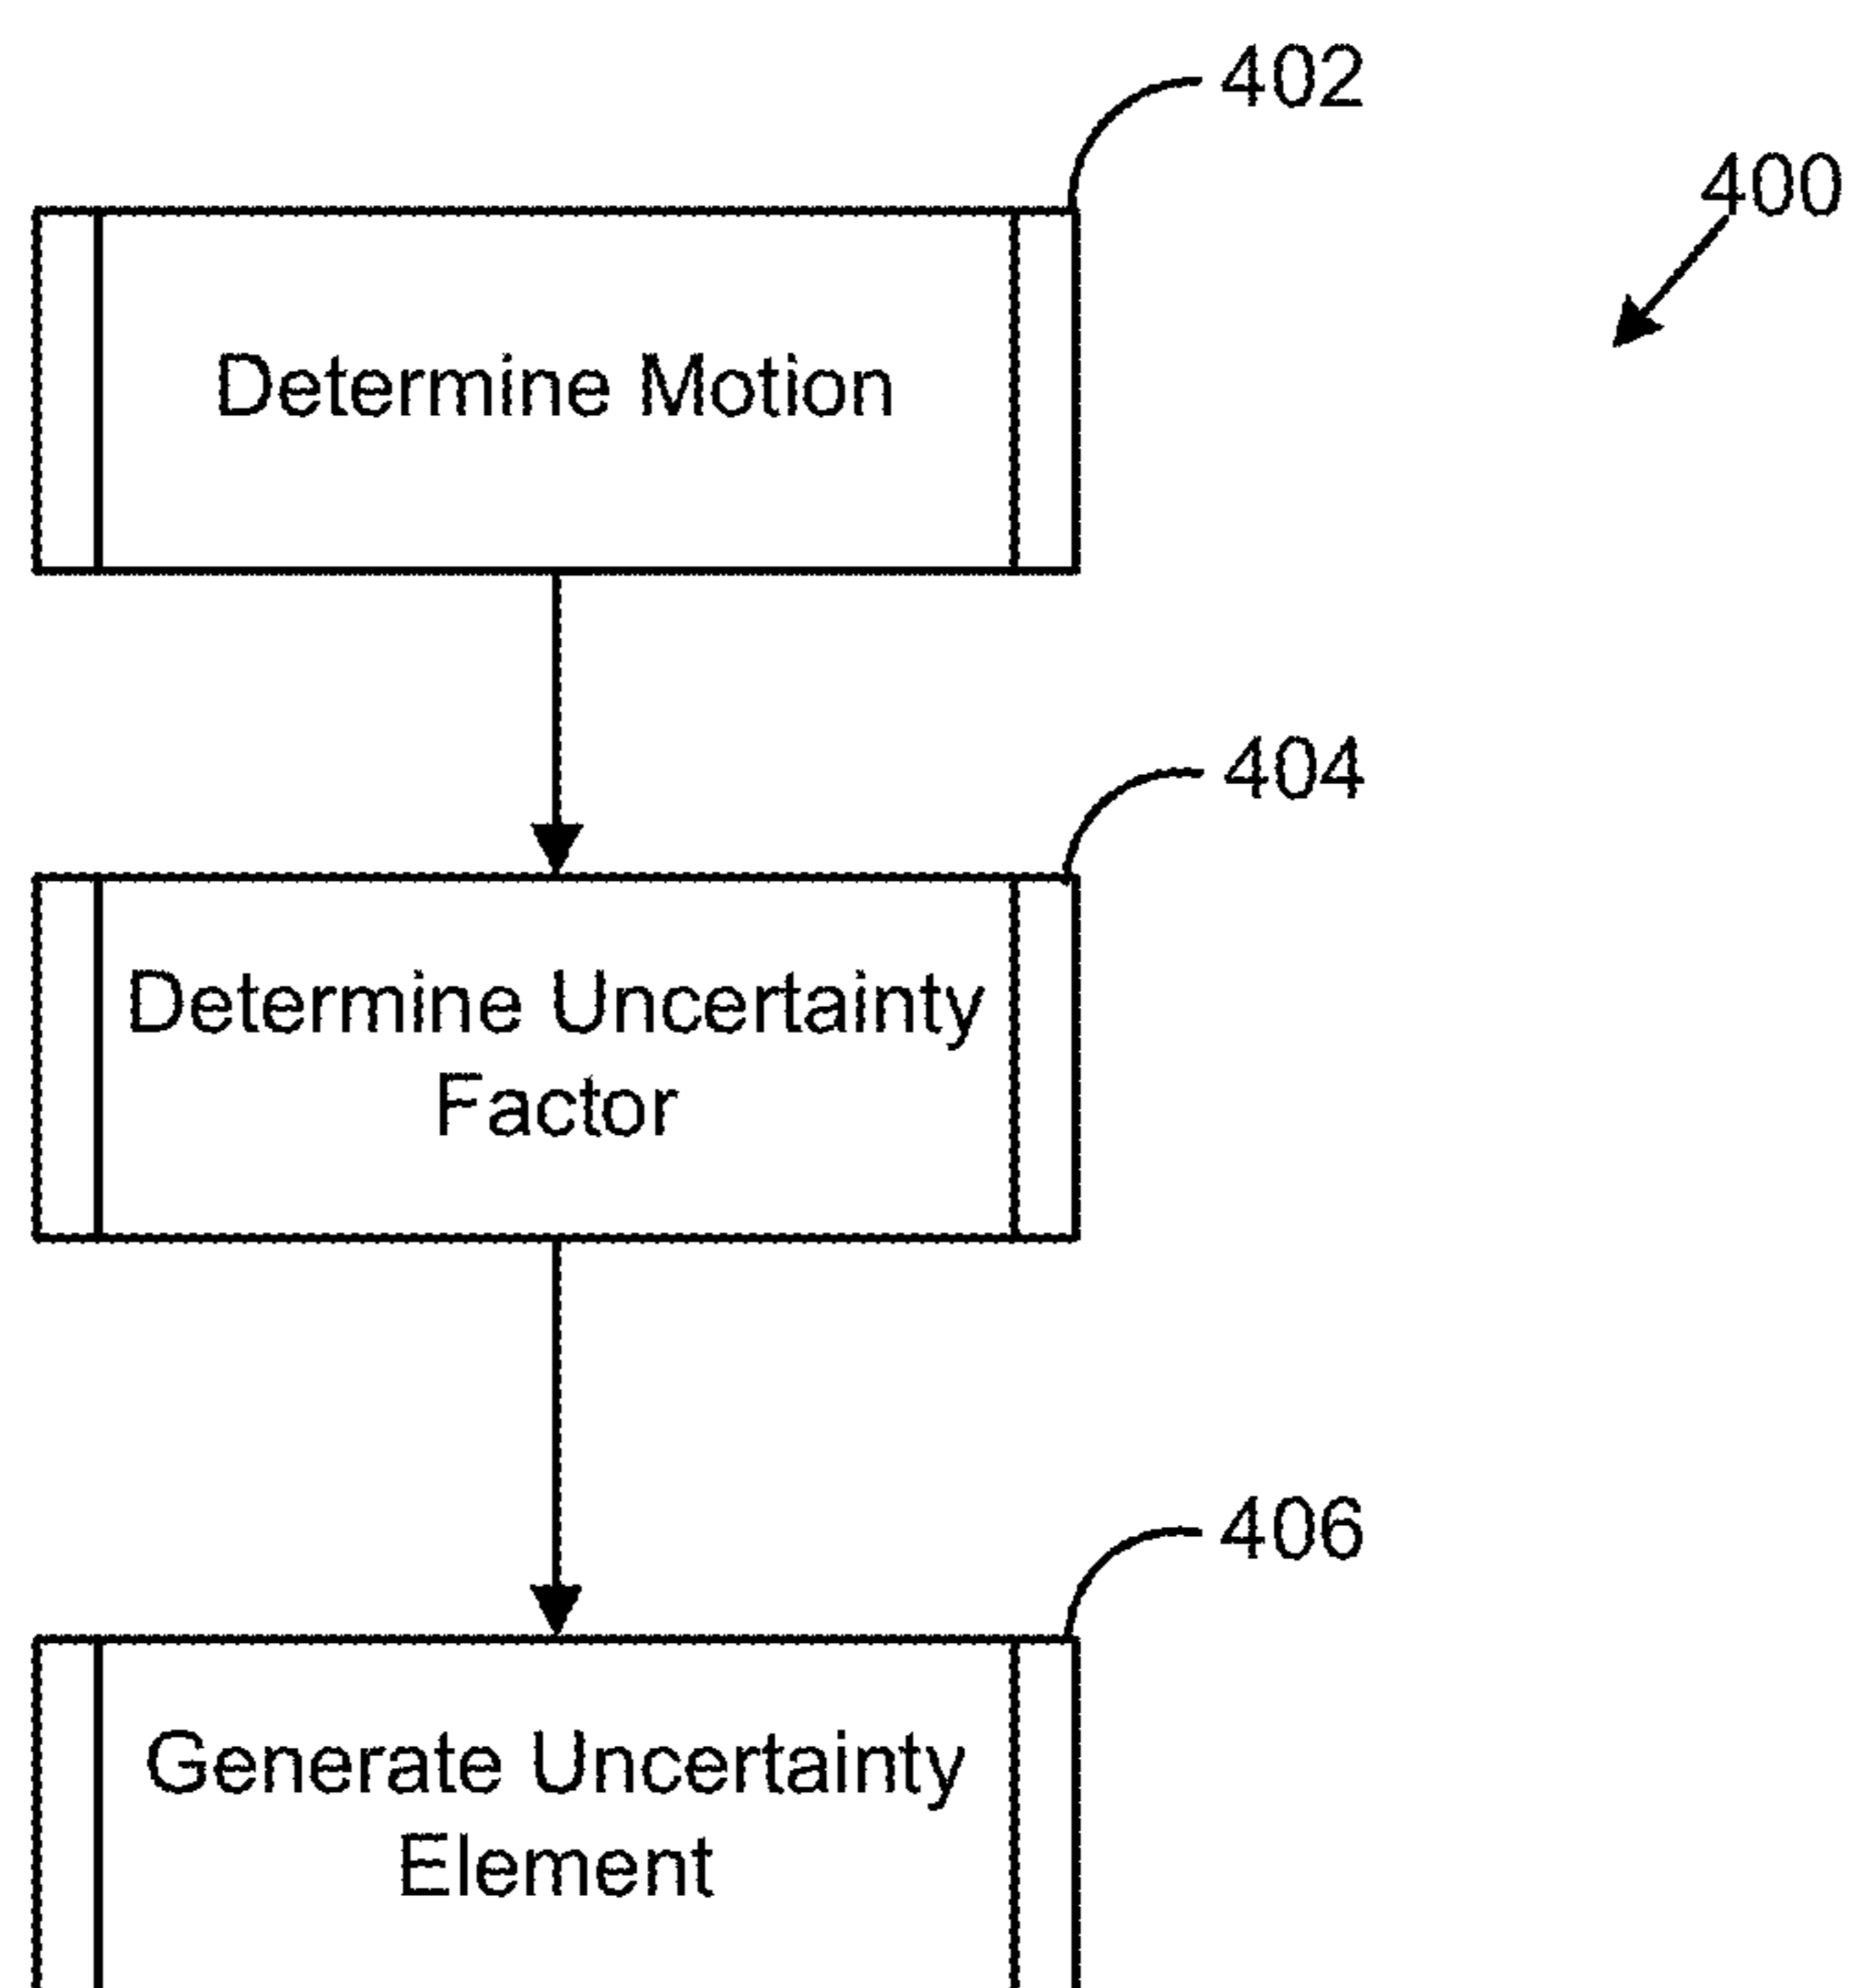 402
400
Determine Motion
404
Determine Uncertainty
Factor
406
Generate Uncertainty
Element